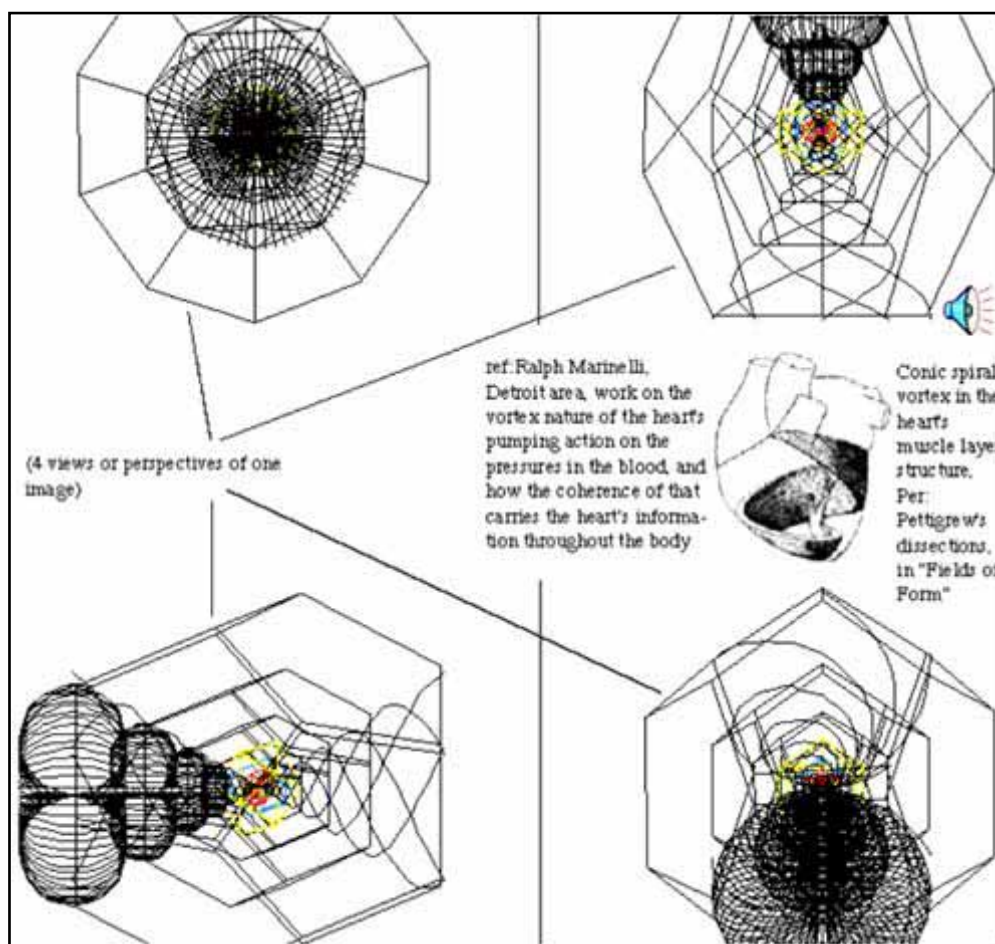 ref: Ralph Marinelli,
Detroit area, work on the
vortex nature of the heart's
pumping action on the
pressures in the blood, and
how the coherence of that
carries the heart's informa-
tion throughout the body
Conic spiral
vortex in the
heart's
muscle layer
structure,
Per:
Pettigrew's
dissections,
in "Fields of
Form"
(4 views or perspectives of one
image)